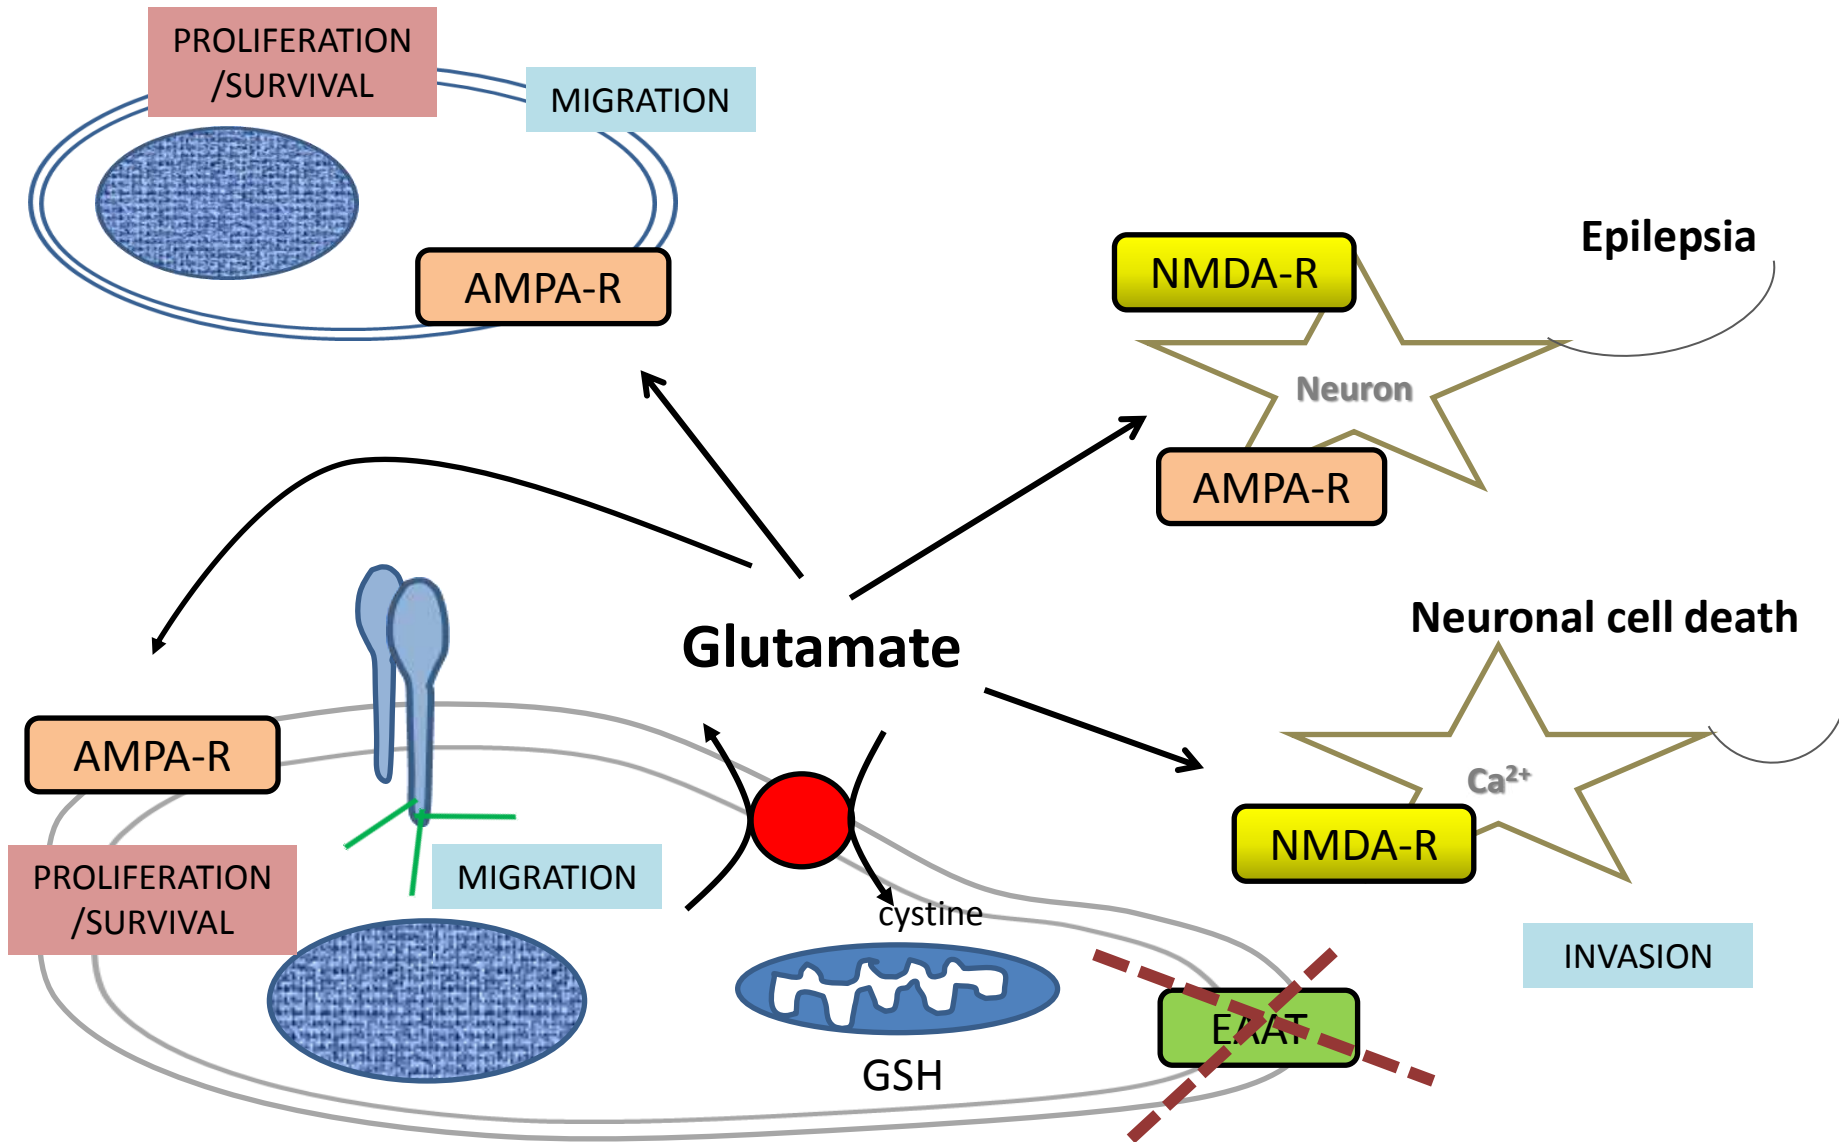 PROLIFERATION
/SURVIVAL
MIGRATION
AMPA-R
Epilepsia
NMDA-R
Neuron
AMPA-R
Glutamate
Neuronal cell death
Ca²⁺
NMDA-R
AMPA-R
PROLIFERATION
/SURVIVAL
MIGRATION
cystine
INVASION
EAAT
GSH